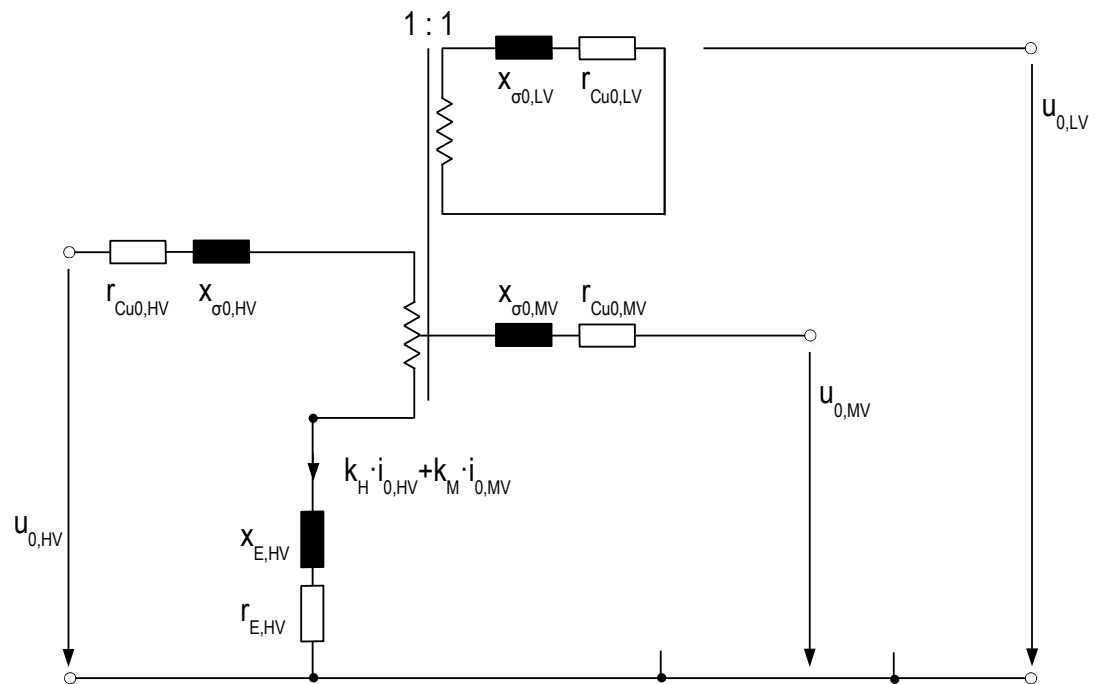 1 : 1
x_σ0,LV r_Cu0,LV
u_0,LV
r_Cu0,HV x_σ0,HV
x_σ0,MV r_Cu0,MV
u_0,MV
k_H·i_0,HV+k_M·i_0,MV
u_0,HV
x_E,HV
r_E,HV